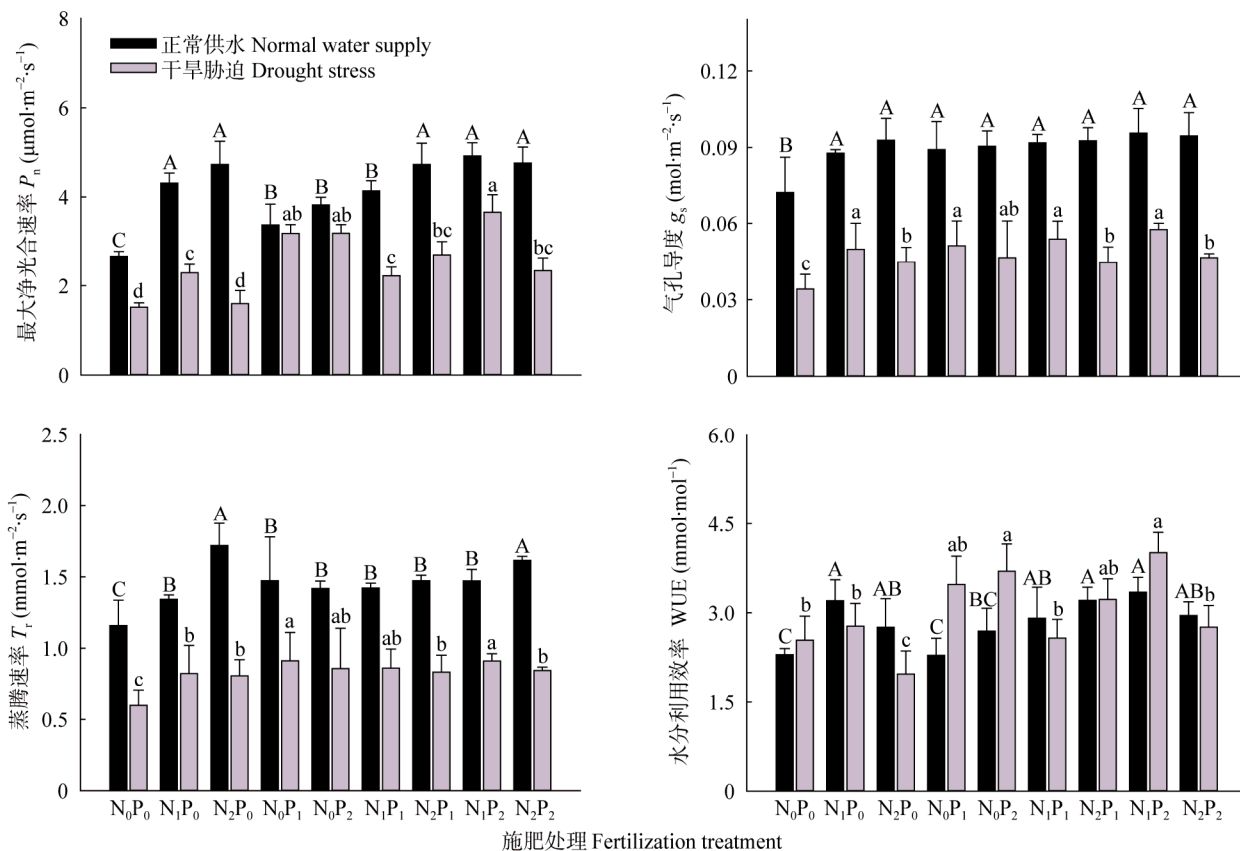 最大净光合速率 Pn (μmol·m⁻²·s⁻¹)
8
6
4
2
0
正常供水 Normal water supply
干旱胁迫 Drought stress
C d A c A d B ab B ab B c A bc A a A bc
气孔导度 gs (mol·m⁻²·s⁻¹)
0.12
0.09
0.06
0.03
0
B c A a A b A a A ab A a A b A a A b
蒸腾速率 Tr (mmol·m⁻²·s⁻¹)
2.5
2.0
1.5
1.0
0.5
0
C c B b A b B a B ab B ab B b B a A b
N₀P₀ N₁P₀ N₂P₀ N₀P₁ N₀P₂ N₁P₁ N₂P₁ N₁P₂ N₂P₂
水分利用效率 WUE (mmol·mol⁻¹)
6.0
4.5
3.0
1.5
0.0
C b A b AB c C ab BC a AB b A ab A a AB b
N₀P₀ N₁P₀ N₂P₀ N₀P₁ N₀P₂ N₁P₁ N₂P₁ N₁P₂ N₂P₂
施肥处理 Fertilization treatment